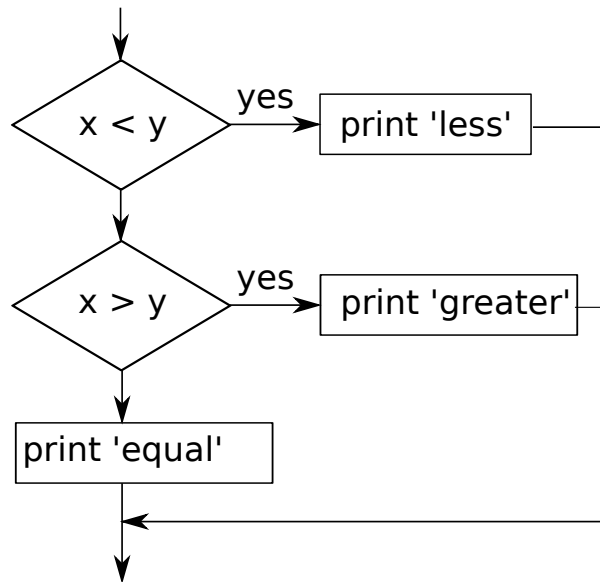 x < y
yes
print 'less'
x > y
yes
print 'greater'
print 'equal'